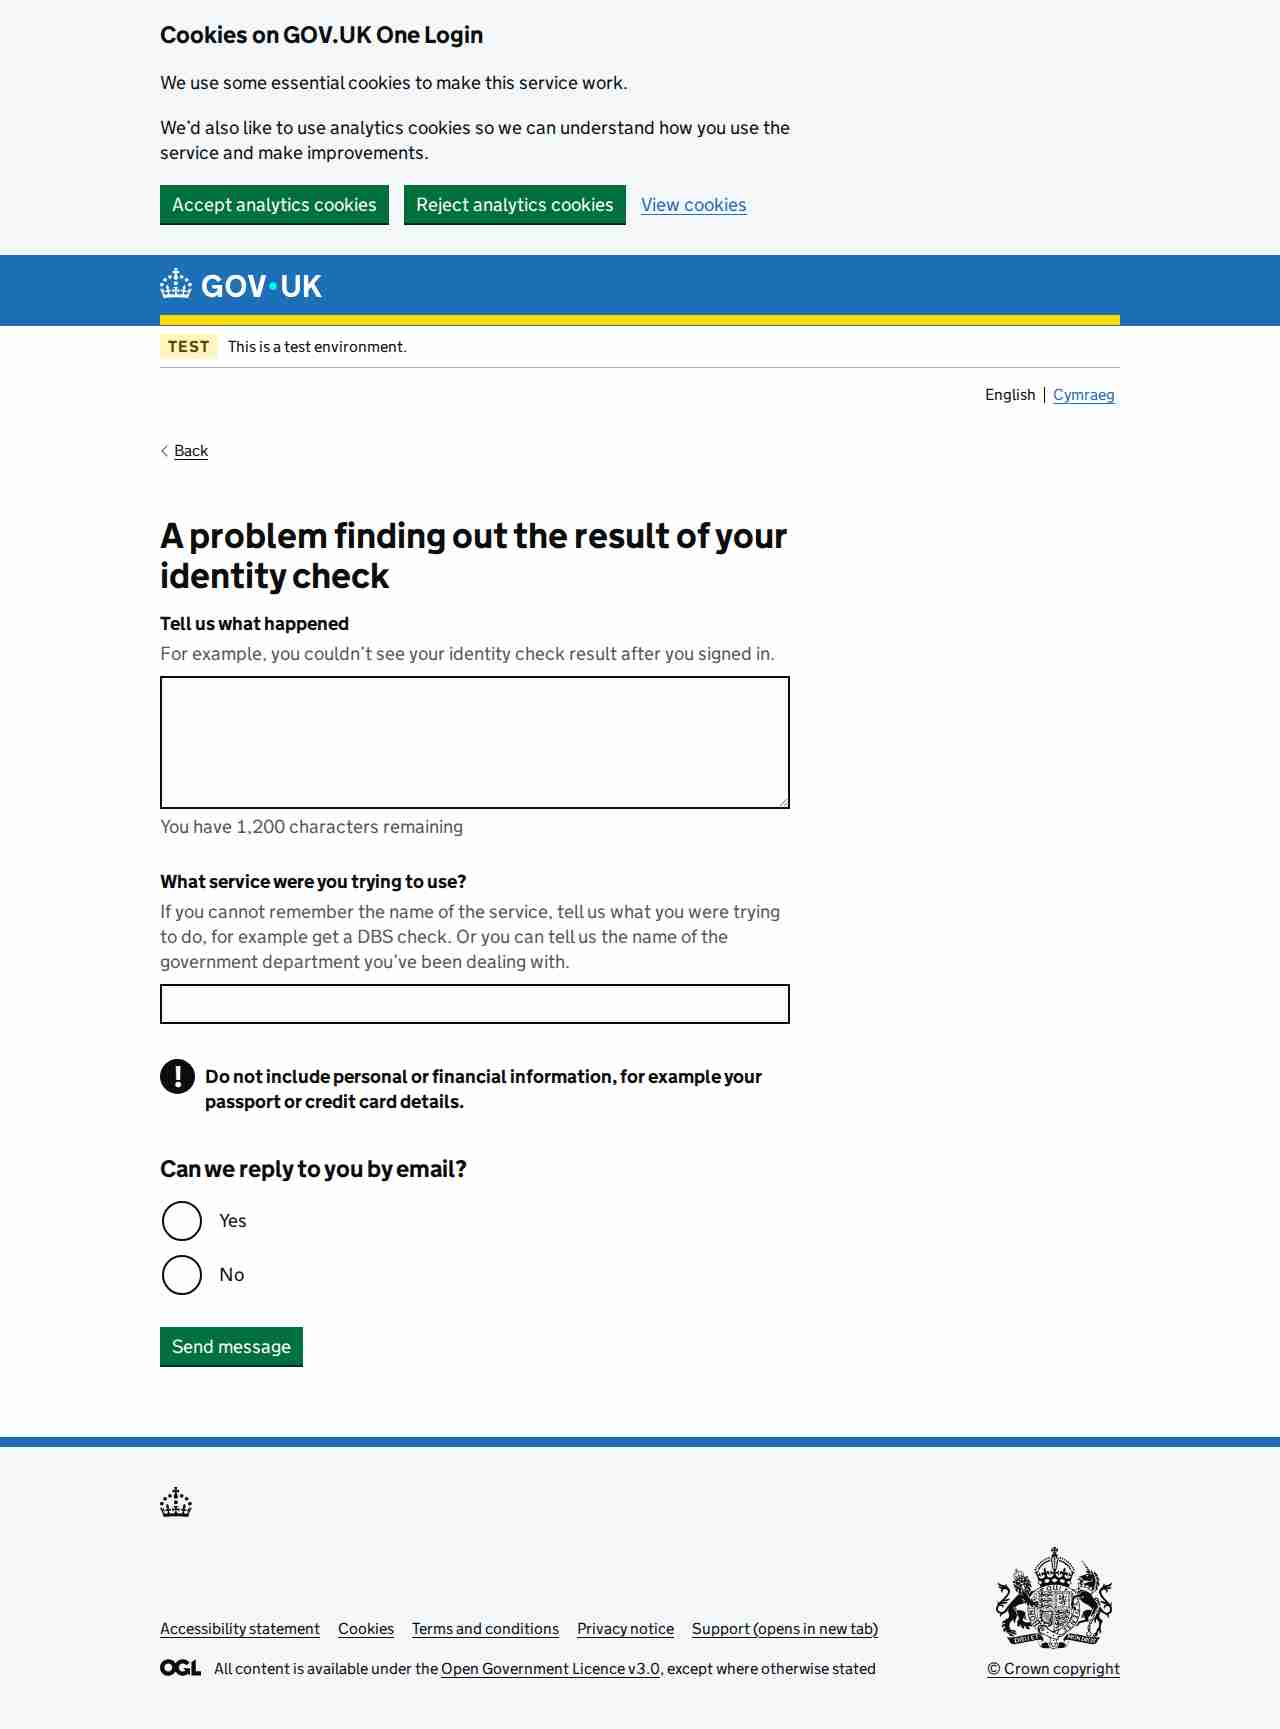 Cookies on GOV.UK One Login
We use some essential cookies to make this service work.
We’d also like to use analytics cookies so we can understand how you use the
service and make improvements.
Accept analytics cookies Reject analytics cookies View cookies
GOV·UK
TEST This is a test environment.
English Cymraeg
Back
A problem finding out the result of your
identity check
Tell us what happened
For example, you couldn’t see your identity check result after you signed in.
You have 1,200 characters remaining
What service were you trying to use?
If you cannot remember the name of the service, tell us what you were trying
to do, for example get a DBS check. Or you can tell us the name of the
government department you’ve been dealing with.
! Do not include personal or financial information, for example your
passport or credit card details.
Can we reply to you by email?
Yes
No
Send message
Accessibility statement Cookies Terms and conditions Privacy notice Support (opens in new tab)
OGL All content is available under the Open Government Licence v3.0, except where otherwise stated
© Crown copyright